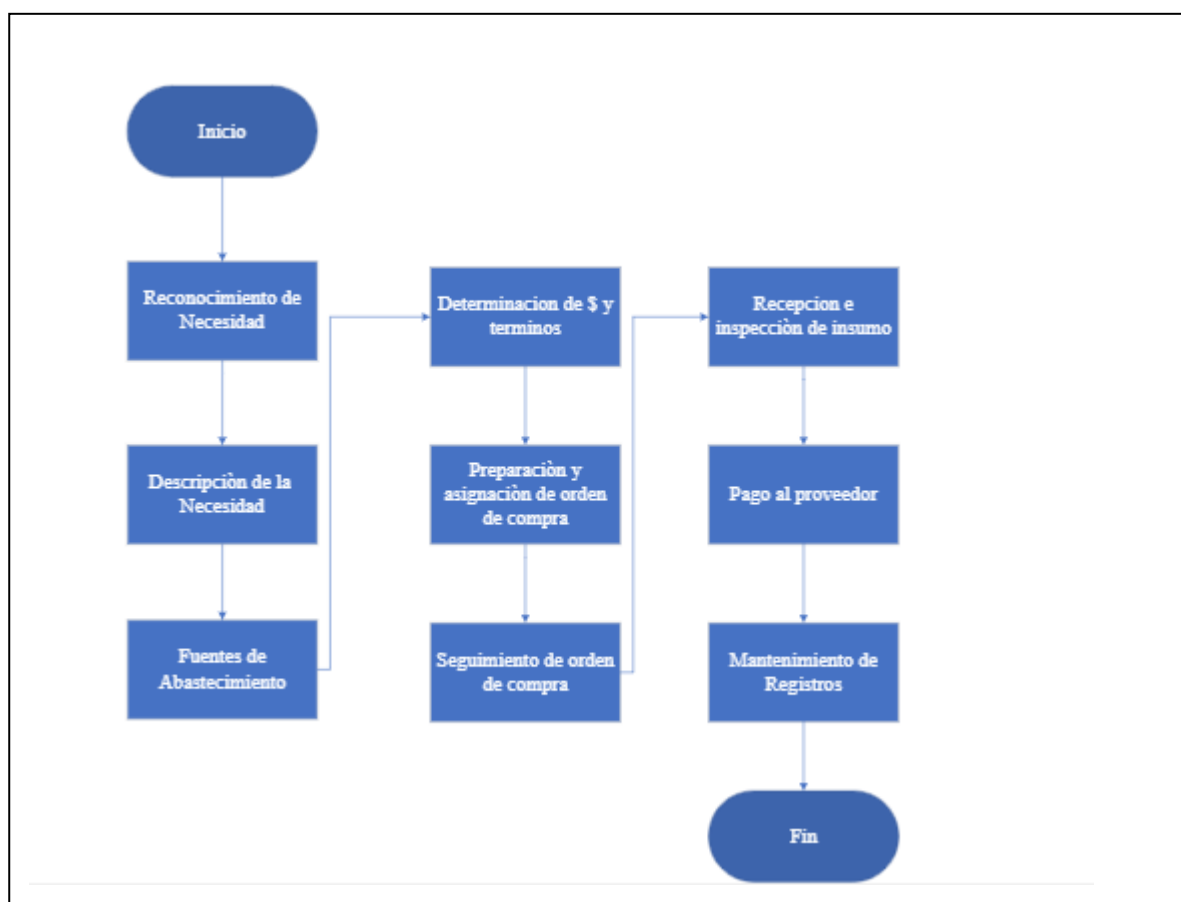 Inicio
Reconocimiento de
Necesidad
Descripciòn de la
Necesidad
Fuentes de
Abastecimiento
Determinacion de $ y
terminos
Preparaciòn y
asignaciòn de orden
de compra
Seguimiento de orden
de compra
Recepcion e
inspecciòn de insumo
Pago al proveedor
Mantenimiento de
Registros
Fin